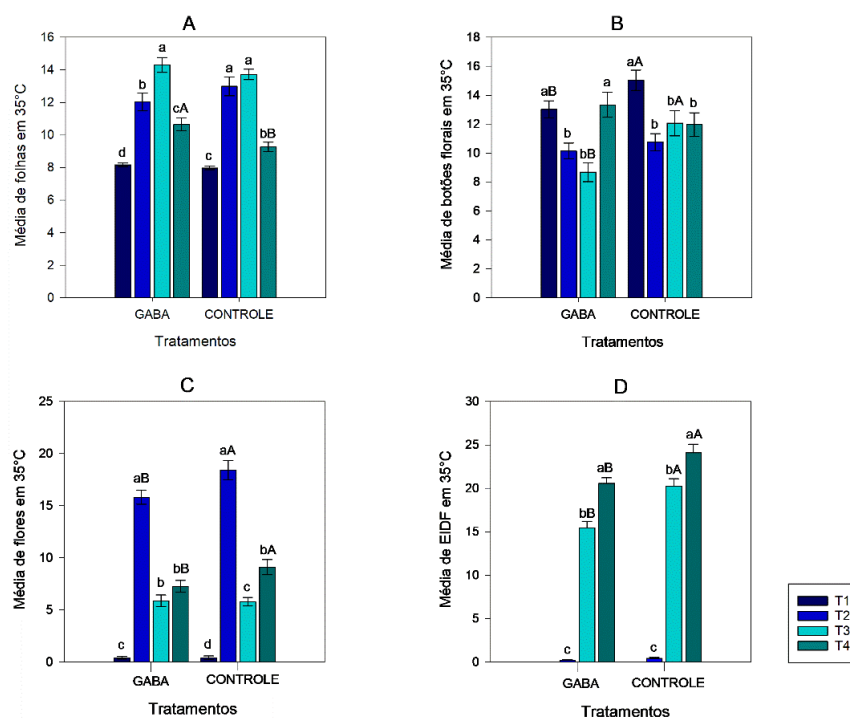 A
Média de folhas em 35°C
16
14
12
10
8
6
4
2
0
d
b
a
cA
c
a
a
bB
GABA
CONTROLE
Tratamentos
B
Média de botões florais em 35°C
18
16
14
12
10
8
6
4
2
0
aB
b
bB
a
aA
b
bA
b
GABA
CONTROLE
Tratamentos
C
Média de flores em 35°C
25
20
15
10
5
0
c
aB
b
bB
d
aA
c
bA
GABA
CONTROLE
Tratamentos
D
Média de EIDF em 35°C
30
25
20
15
10
5
0
c
bB
aB
c
bA
aA
GABA
CONTROLE
Tratamentos
T1
T2
T3
T4